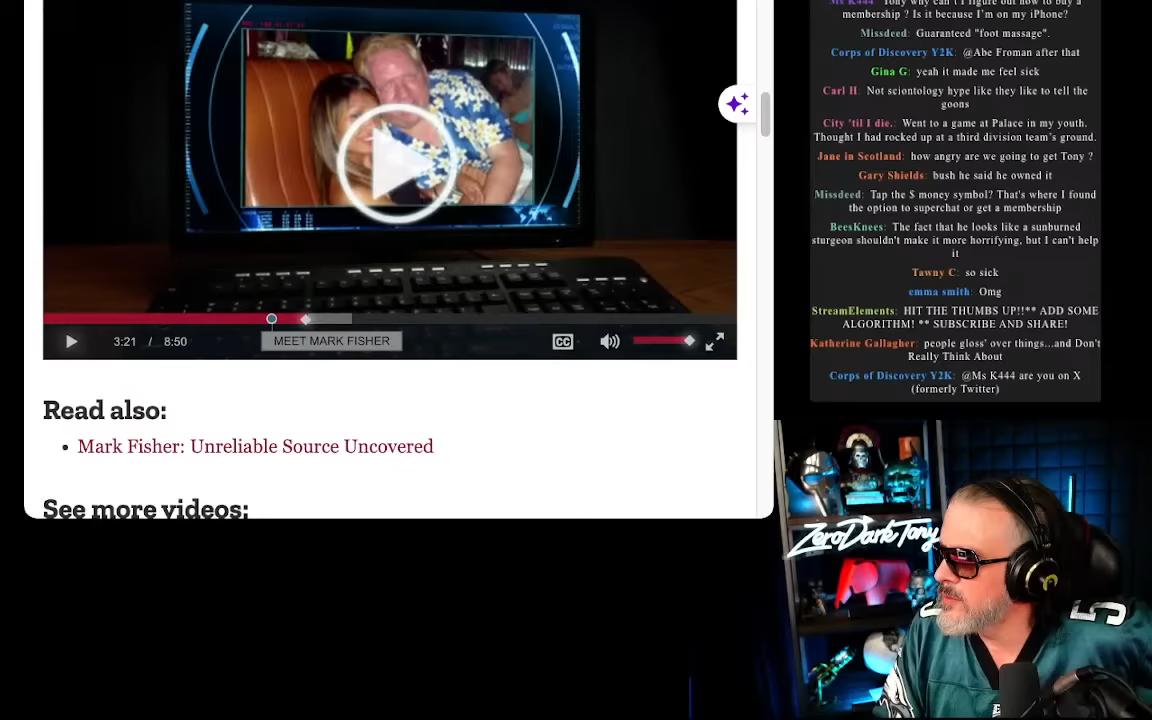 3:21 / 8:50
MEET MARK FISHER
CC
Read also:
Mark Fisher: Unreliable Source Uncovered
See more videos:
Ms K444: Tony why can't I figure out how to buy a
membership ? Is it because I'm on my iPhone?
Missdeed: Guaranteed "foot massage".
Corps of Discovery Y2K: @Abe Froman after that
Gina G: yeah it made me feel sick
Carl H: Not sciontology hype like they like to tell the
goons
City 'til I die.: Went to a game at Palace in my youth.
Thought I had rocked up at a third division team's ground.
Jane in Scotland: how angry are we going to get Tony ?
Gary Shields: bush he said he owned it
Missdeed: Tap the $ money symbol? That's where I found
the option to superchat or get a membership
BeesKnees: The fact that he looks like a sunburned
sturgeon shouldn't make it more horrifying, but I can't help
it
Tawny C: so sick
emma smith: Omg
StreamElements: HIT THE THUMBS UP!!** ADD SOME
ALGORITHM! ** SUBSCRIBE AND SHARE!
Katherine Gallagher: people gloss' over things...and Don't
Really Think About
Corps of Discovery Y2K: @Ms K444 are you on X
(formerly Twitter)
ZeroDarkTony
5